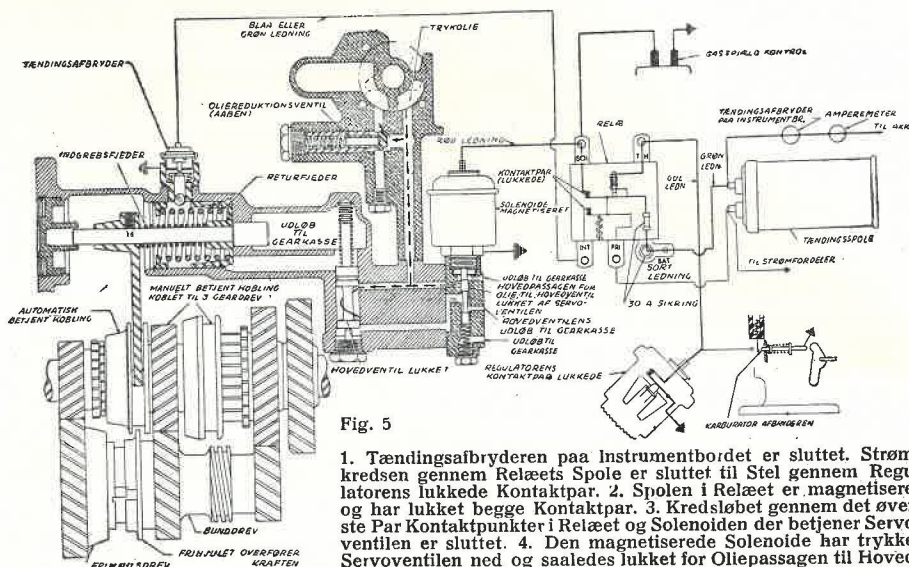 BLAA ELLER
GRØN LEDNING
TRYKOLIE
GASSPJÆLD KONTROL
TÆNDINGSAFBRYDER
OLIEREDUKTIONSVENTIL
(AABEN)
RØD LEDNING
RELÆ
TÆNDINGSAFBRYDER
PAA INSTRUMENTBR.
AMPEREMETER
TIL AKK
INDGREBSFJEDER
RETURFJEDER
SOL
T H
KONTAKTPAR
(LUKKEDE)
SOLENOIDE
MAGNETISERET
GUL
LEDN
GRØN
LEDN.
UDLØB
TIL
GEARKASSE
INT
PRI
BAT
SORT
LEDNING
TÆNDINGSSPOLE
TIL STRØMFORDELER
30 A SIKRING
MANUELT BETJENT KOBLING
KOBLET TIL 3 GEARDREV
AUTOMATISK
BETJENT KOBLING
UDLØB TIL GEARKASSE
HOVEDPASSAGEN FOR
OLIE TIL HOVEDVENTIL
LUKKET AF SERVO-
VENTILEN
HOVEDVENTILENS
UDLØB TIL GEARKASSE
UDLØB TIL
GEARKASSE
HOVEDVENTIL LUKKET
REGULATORENS
KONTAKTPAR LUKKEDE
KARBURATOR AFBRYDEREN
BUNDDREV
FRIHJULET OVERFØRER
KRAFTEN
Fig. 5
1. Tændingsafbryderen paa Instrumentbordet er sluttet. Strøm
kredsen gennem Relæets Spole er sluttet til Stel gennem Regu
latorens lukkede Kontaktpar. 2. Spolen i Relæet er magnetisere
og har lukket begge Kontaktpar. 3. Kredsløbet gennem det øver
ste Par Kontaktpunkter i Relæet og Solenoiden der betjener Servo
ventilen er sluttet. 4. Den magnetiserede Solenoide har trykke
Servoventilen ned og saaledes lukket for Oliepassagen til Hoved